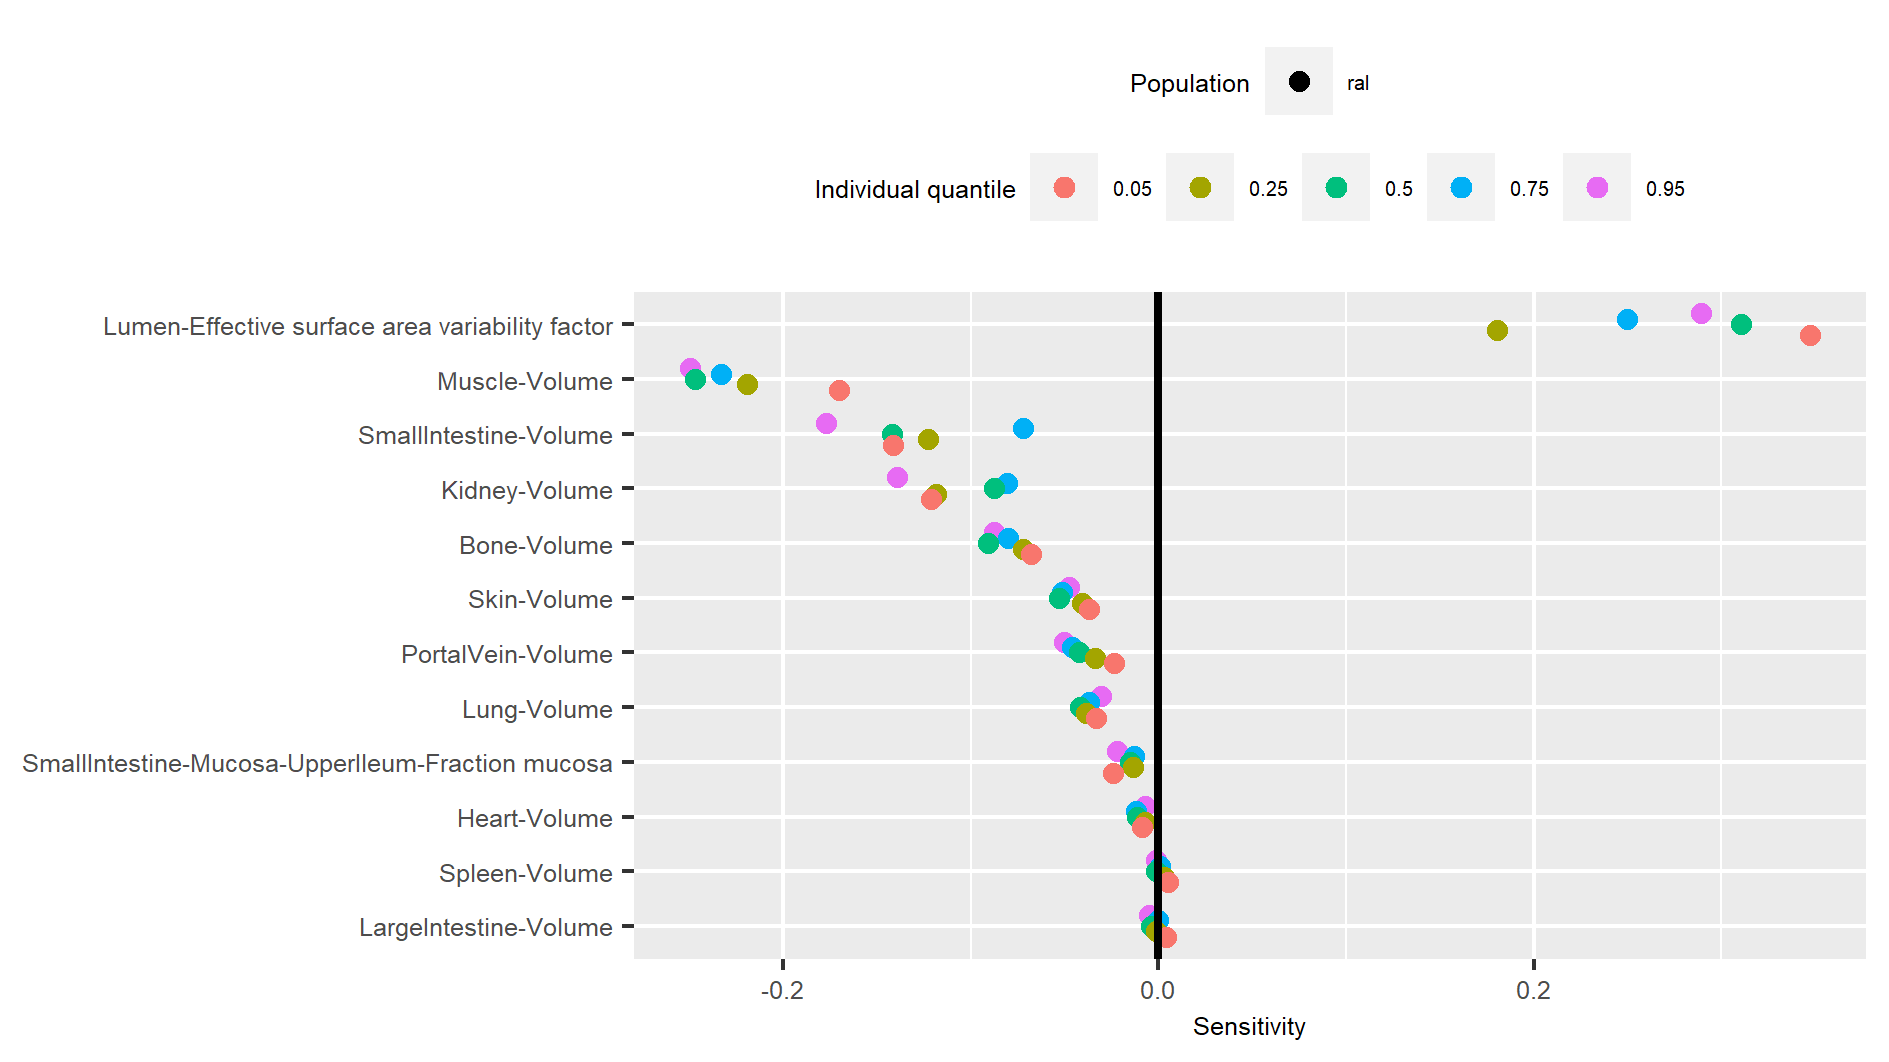 Population ral
Individual quantile 0.05 0.25 0.5 0.75 0.95
Lumen-Effective surface area variability factor
Muscle-Volume
SmallIntestine-Volume
Kidney-Volume
Bone-Volume
Skin-Volume
PortalVein-Volume
Lung-Volume
SmallIntestine-Mucosa-UpperIleum-Fraction mucosa
Heart-Volume
Spleen-Volume
LargeIntestine-Volume
-0.2 0.0 0.2
Sensitivity